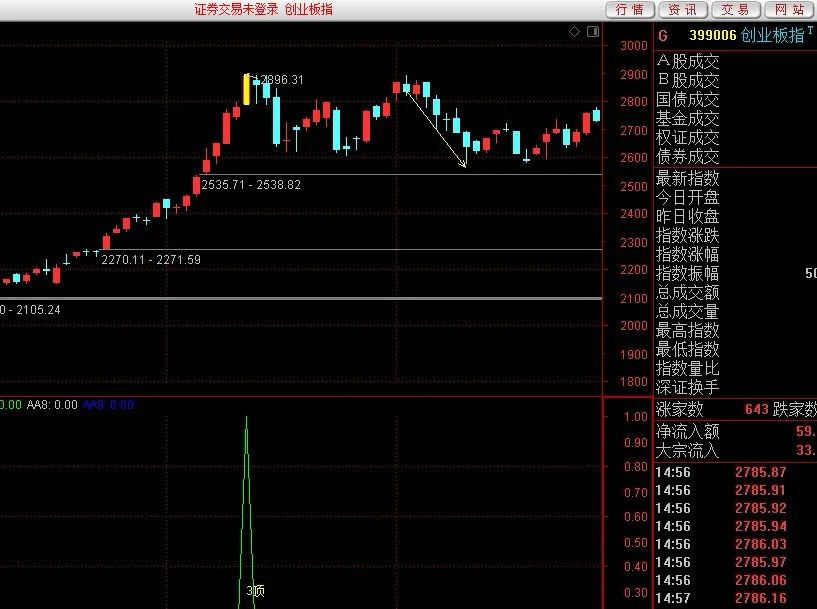 证券交易未登录 创业板指
行情 资讯 交易 网站
G 399006 创业板指T
12896.31
2535.71 - 2538.82
2270.11 - 2271.59
0 - 2105.24
3000
2900
2800
2700
2600
2500
2400
2300
2200
2100
2000
1900
1800
0.00 AA8: 0.00 AA9: 0.00
3顶
1.00
0.90
0.80
0.70
0.60
0.50
0.40
0.30
A股成交
B股成交
国债成交
基金成交
权证成交
债券成交
最新指数
今日开盘
昨日收盘
指数涨跌
指数涨幅
指数振幅 50
总成交额
总成交量
最高指数
最低指数
指数量比
深证换手
涨家数 643 跌家数
净流入额 59.
大宗流入 33.
14:56 2785.87
14:56 2785.91
14:56 2785.92
14:56 2785.94
14:56 2786.03
14:56 2785.97
14:56 2786.06
14:57 2786.16